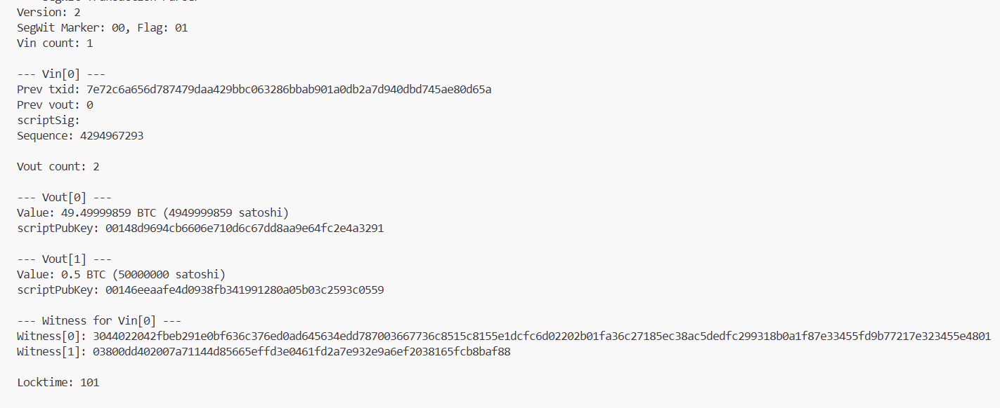 Version: 2
SegWit Marker: 00, Flag: 01
Vin count: 1
--- Vin[0] ---
Prev txid: 7e72c6a656d787479daa429bbc063286bbab901a0db2a7d940dbd745ae80d65a
Prev vout: 0
scriptSig:
Sequence: 4294967293
Vout count: 2
--- Vout[0] ---
Value: 49.49999859 BTC (4949999859 satoshi)
scriptPubKey: 00148d9694cb6606e710d6c67dd8aa9e64fc2e4a3291
--- Vout[1] ---
Value: 0.5 BTC (50000000 satoshi)
scriptPubKey: 00146eeaafe4d0938fb341991280a05b03c2593c0559
--- Witness for Vin[0] ---
Witness[0]: 3044022042fbeb291e0bf636c376ed0ad645634edd787003667736c8515c8155e1dcfc6d02202b01fa36c27185ec38ac5dedfc299318b0a1f87e33455fd9b77217e323455e4801
Witness[1]: 03800dd402007a71144d85665effd3e0461fd2a7e932e9a6ef2038165fcb8baf88
Locktime: 101